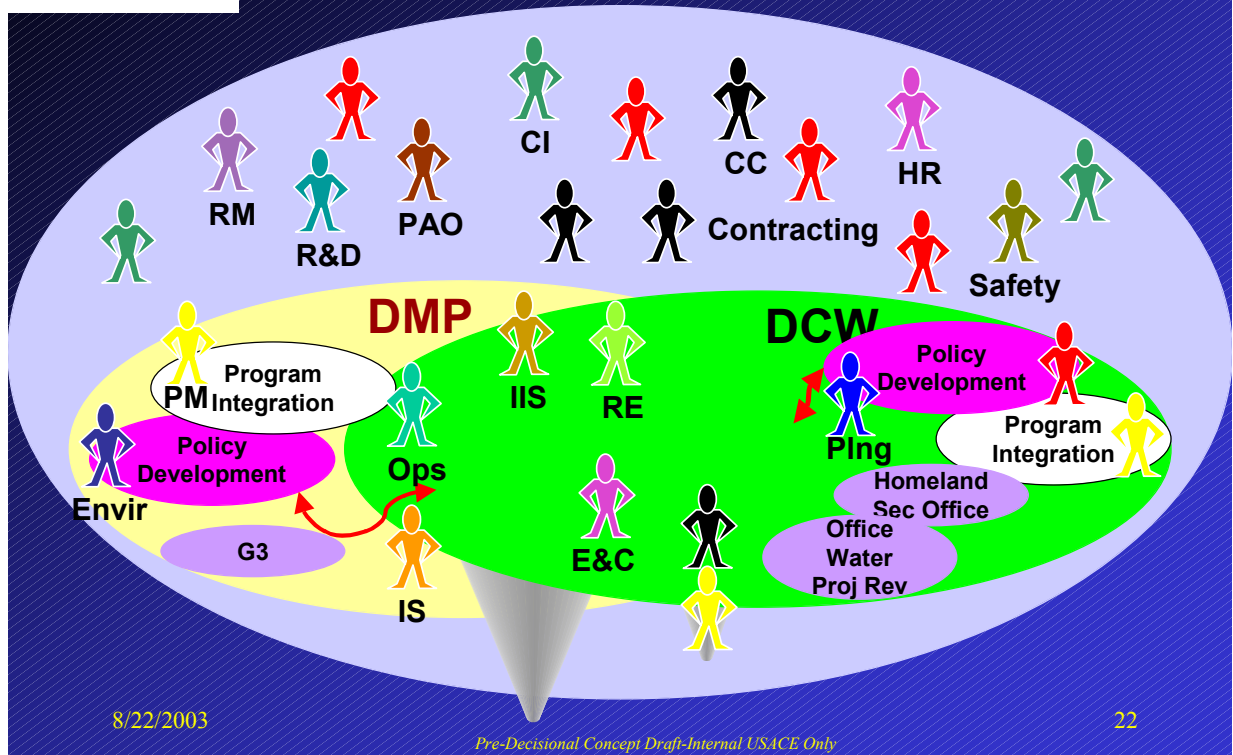 CI
CC
HR
RM
PAO
R&D
Contracting
Safety
DMP
DCW
Policy
Development
Program
Integration
PM
IIS
RE
Plng
Program
Integration
Policy
Development
Ops
Envir
Homeland
Sec Office
G3
E&C
Office
Water
Proj Rev
IS
8/22/2003
22
Pre-Decisional Concept Draft-Internal USACE Only